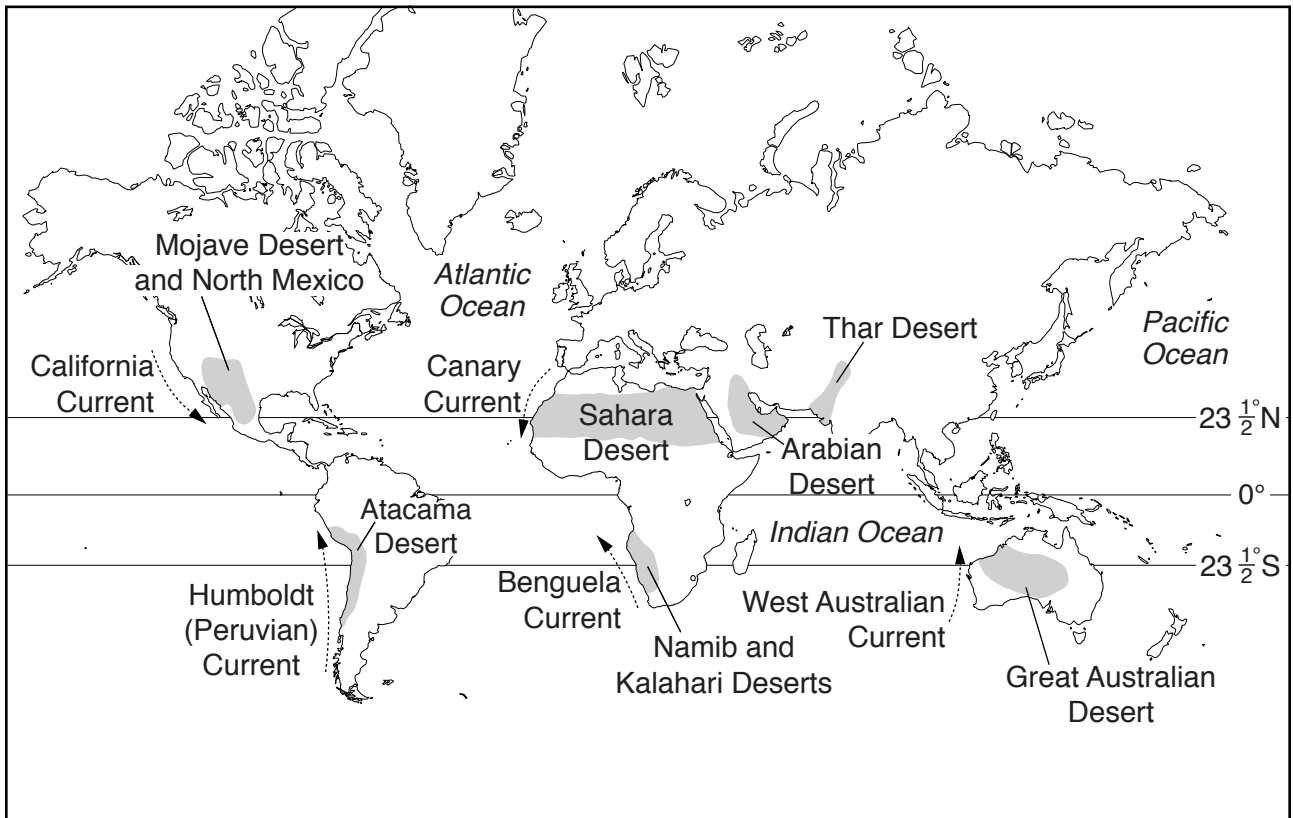 Mojave Desert
and North Mexico
Atlantic
Ocean
Thar Desert
Pacific
Ocean
California
Current
Canary
Current
Sahara
Desert
23 1/2° N
Arabian
Desert
0°
Atacama
Desert
Indian Ocean
23 1/2° S
Humboldt
(Peruvian)
Current
Benguela
Current
West Australian
Current
Namib and
Kalahari Deserts
Great Australian
Desert